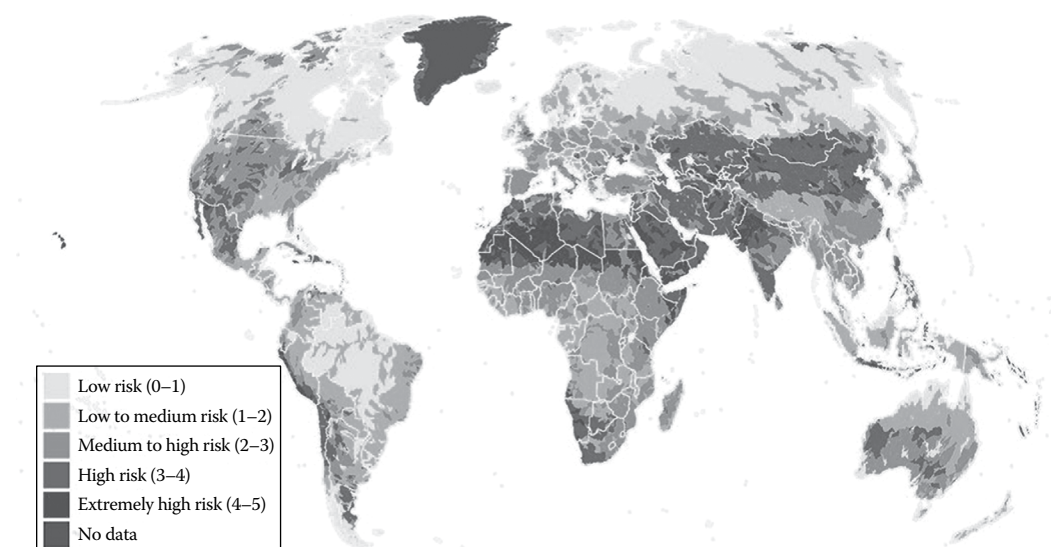 Low risk (0–1)
Low to medium risk (1–2)
Medium to high risk (2–3)
High risk (3–4)
Extremely high risk (4–5)
No data